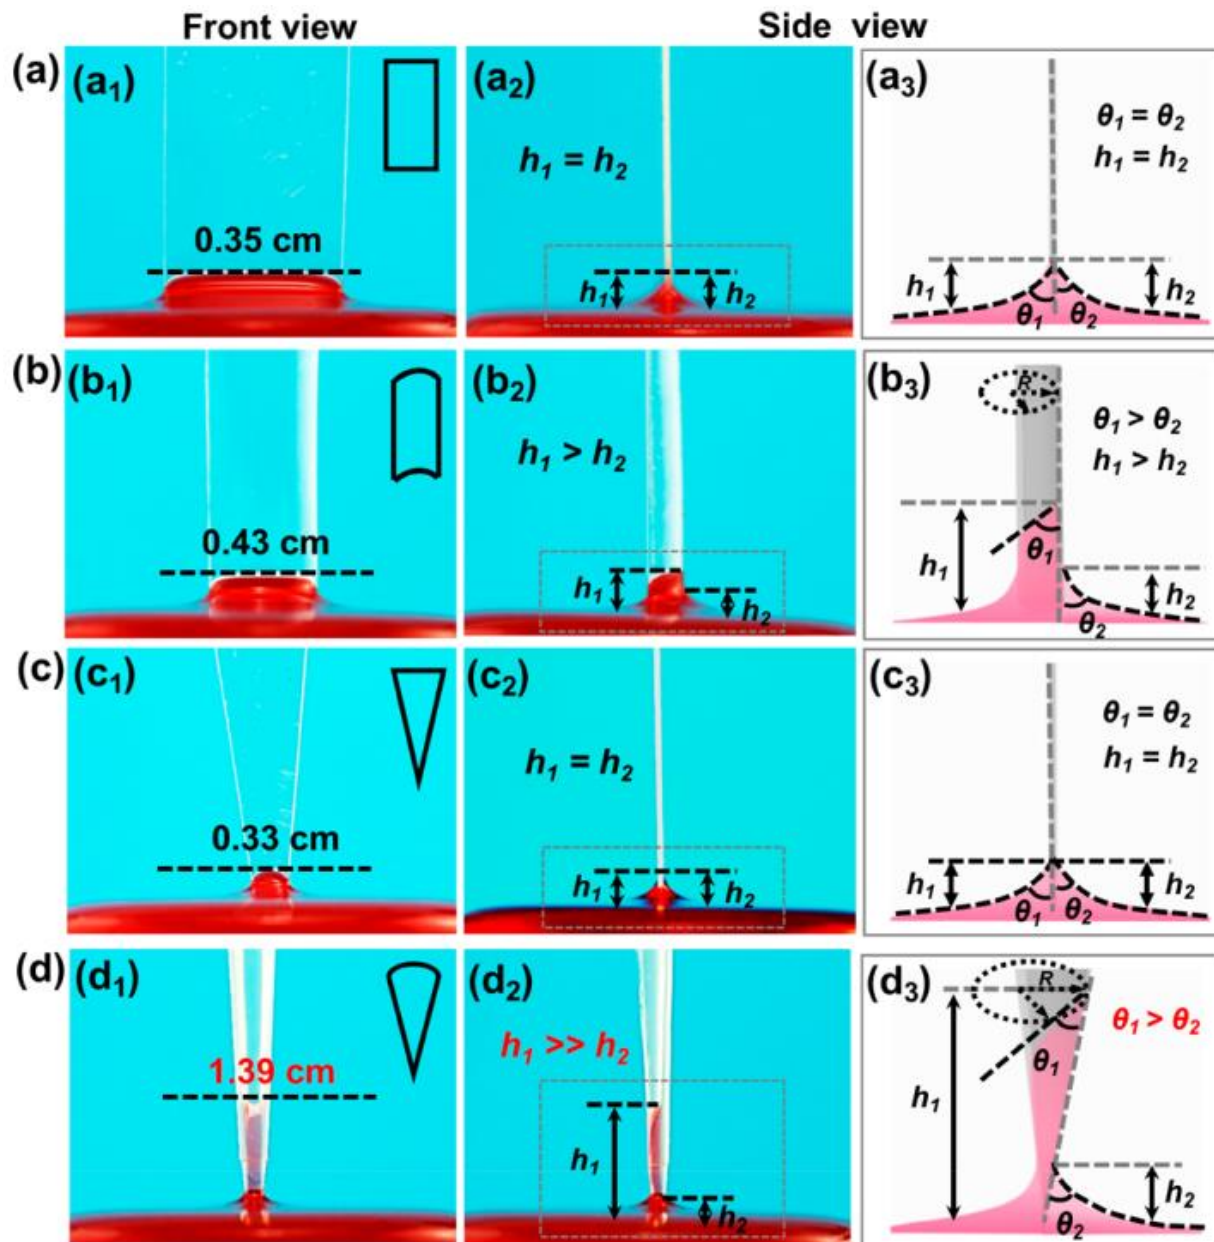 Front view
Side view
(a)
(a1)
0.35 cm
(a2)
h1 = h2
h1
h2
(a3)
θ1 = θ2
h1 = h2
h1
h2
θ1
θ2
(b)
(b1)
0.43 cm
(b2)
h1 > h2
h1
h2
(b3)
R
θ1 > θ2
h1 > h2
θ1
h1
h2
θ2
(c)
(c1)
0.33 cm
(c2)
h1 = h2
h1
h2
(c3)
θ1 = θ2
h1 = h2
h1
h2
θ1
θ2
(d)
(d1)
1.39 cm
(d2)
h1 >> h2
h1
h2
(d3)
R
θ1 > θ2
θ1
h1
h2
θ2